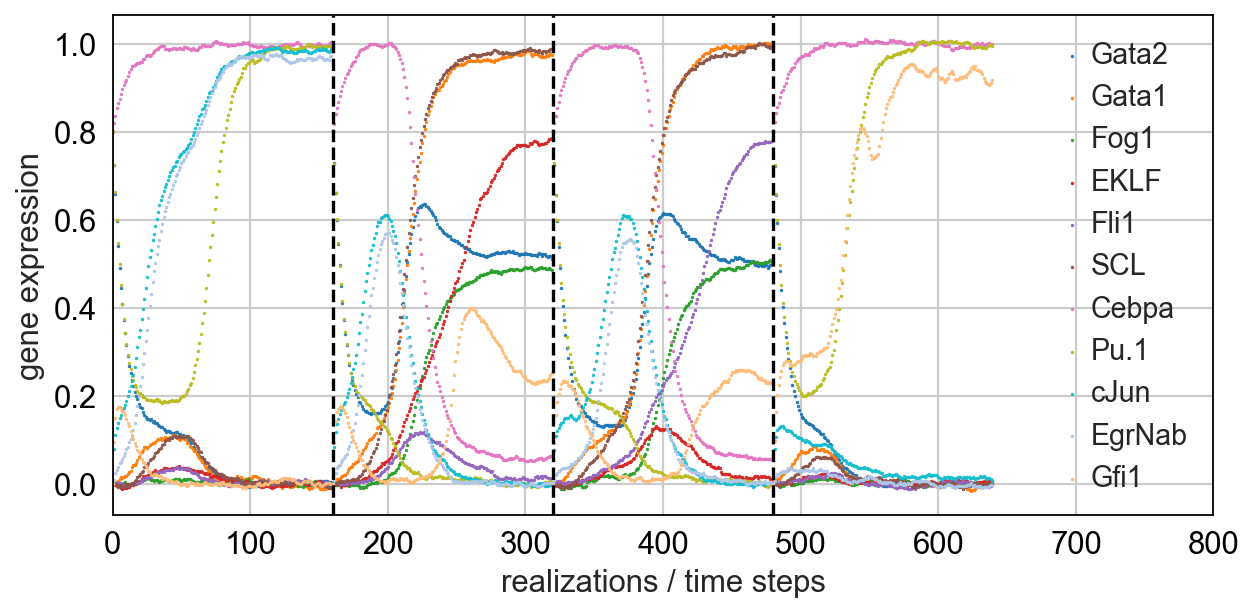 gene expression
1.0
0.8
0.6
0.4
0.2
0.0
0 100 200 300 400 500 600 700 800
realizations / time steps
Gata2
Gata1
Fog1
EKLF
Fli1
SCL
Cebpa
Pu.1
cJun
EgrNab
Gfi1